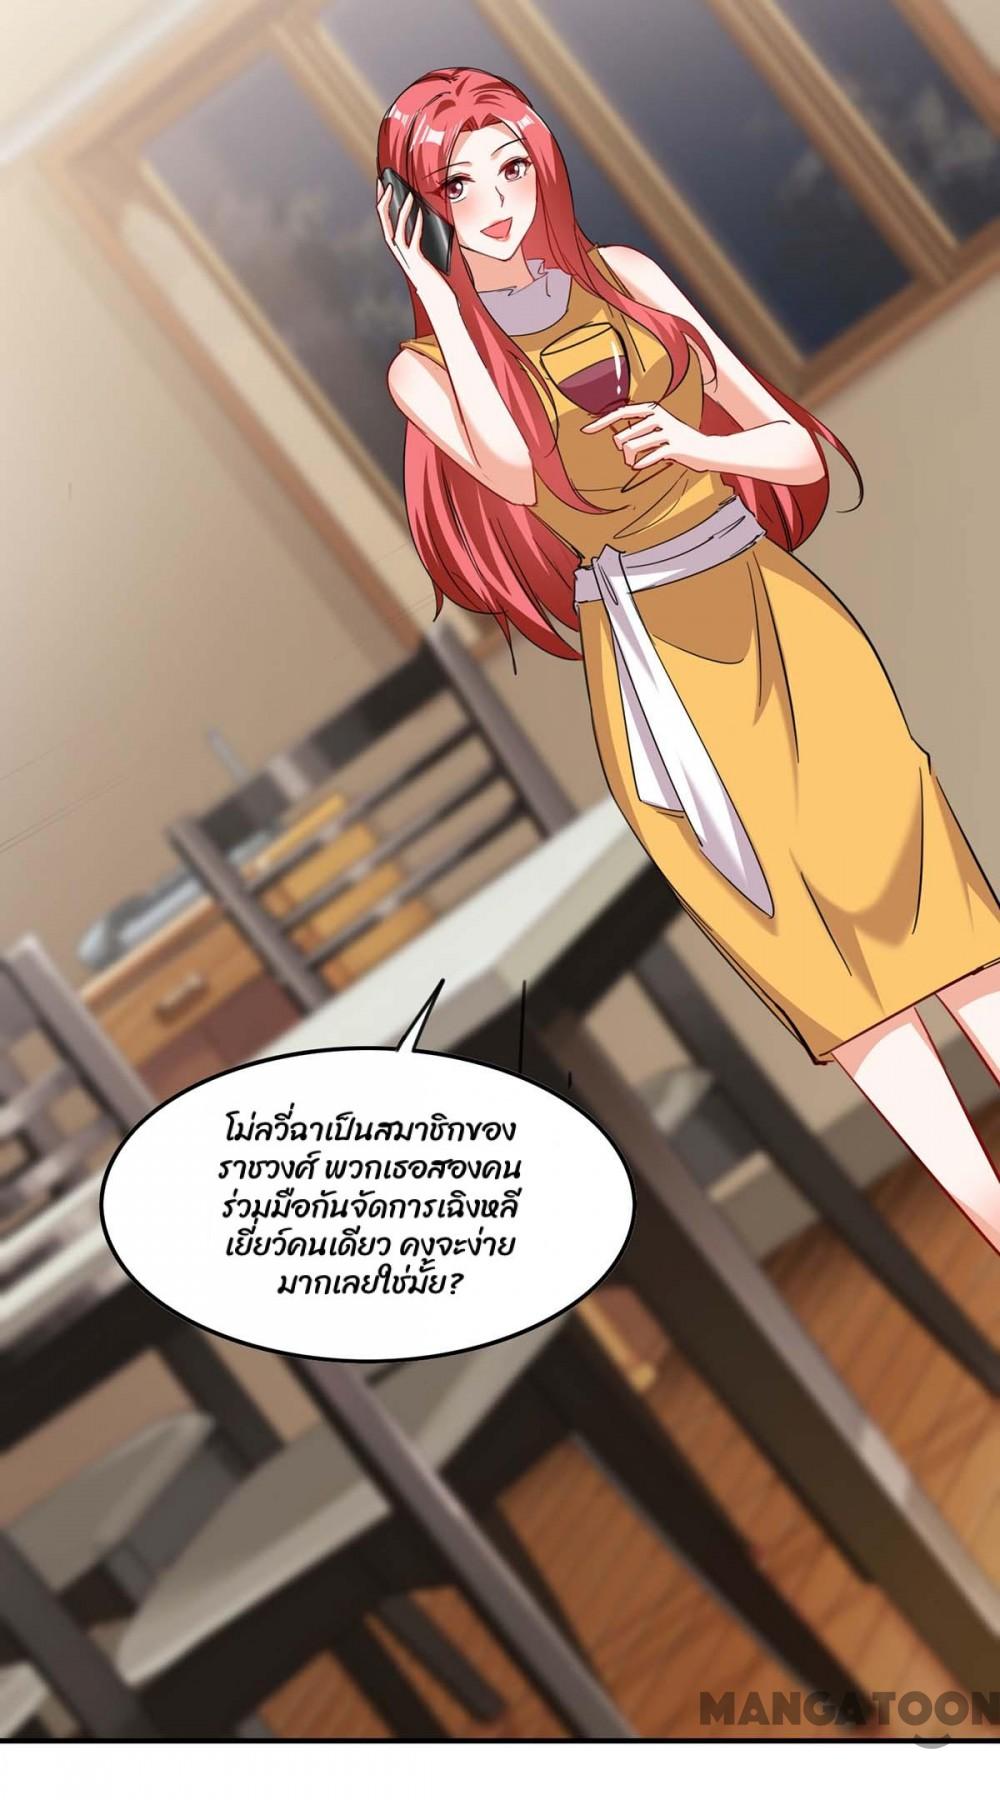 โม่ลวี่ฉาเป็นสมาชิกของ
ราชวงศ์ พวกเธอสองคน
ร่วมมือกันจัดการเฉิงหลี
เยี่ยว์คนเดียว คงจะง่าย
มากเลยใช่มั้ย?
MANGATOON